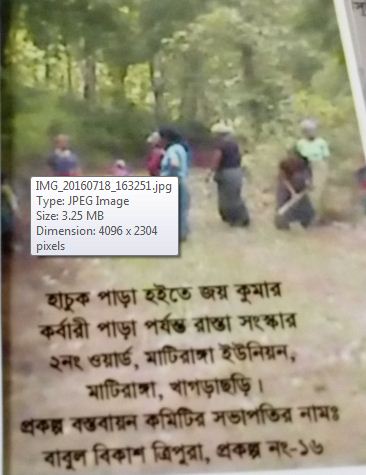 IMG_20160718_163251.jpg
Type: JPEG Image
Size: 3.25 MB
Dimension: 4096 x 2304
pixels
হাচুক পাড়া হইতে জয় কুমার
কর্বারী পাড়া পর্যন্ত রাস্তা সংস্কার
২নং ওয়ার্ড, মাটিরাঙ্গা ইউনিয়ন,
মাটিরাঙ্গা, খাগড়াছড়ি।
প্রকল্প বস্তবায়ন কমিটির সভাপতির নামঃ
বাবুল বিকাশ ত্রিপুরা, প্রকল্প নং-১৬